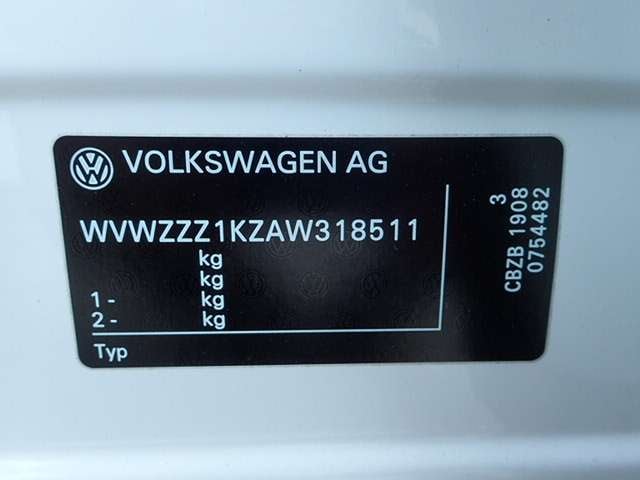 VOLKSWAGEN AG
WVWZZZ1KZAW318511
kg
kg
1 - kg
2 - kg
Typ
3
CBZB 1908
0754482